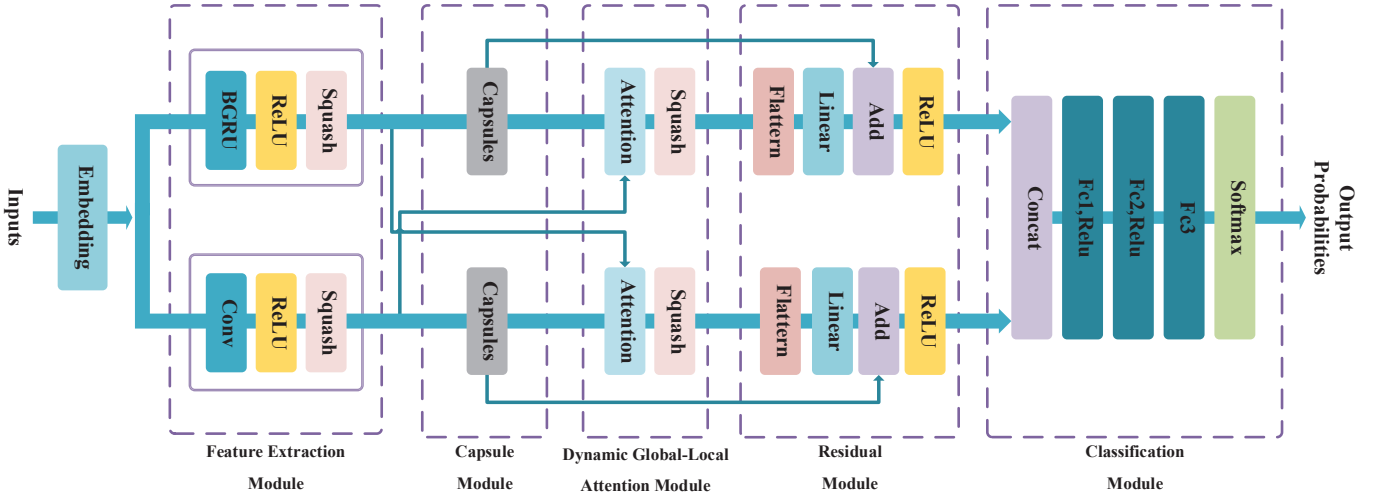 Inputs
Embedding
BGRU
ReLU
Squash
Conv
ReLU
Squash
Feature Extraction
Module
Capsules
Capsules
Capsule
Module
Attention
Squash
Attention
Squash
Dynamic Global-Local
Attention Module
Flattern
Linear
Add
ReLU
Flattern
Linear
Add
ReLU
Residual
Module
Concat
Fc1,Relu
Fc2,Relu
Fc3
Softmax
Classification
Module
Output
Probabilities